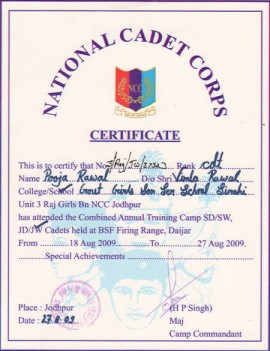 NATIONAL CADET CORPS
NCC
CERTIFICATE
This is to certify that No. Rank cdt
Name Pooja Rawal D/o Shri Rawal
College/School Govt Girls Sen Sec School
Unit 3 Raj Girls Bn NCC Jodhpur
has attended the Combined Annual Training Camp SD/SW,
JD/JW Cadets held at BSF Firing Range, Daijar
From 18 Aug 2009 To 27 Aug 2009.
Special Achievements
Place : Jodhpur (H P Singh)
Date : 27.8.09 Maj
Camp Commandant